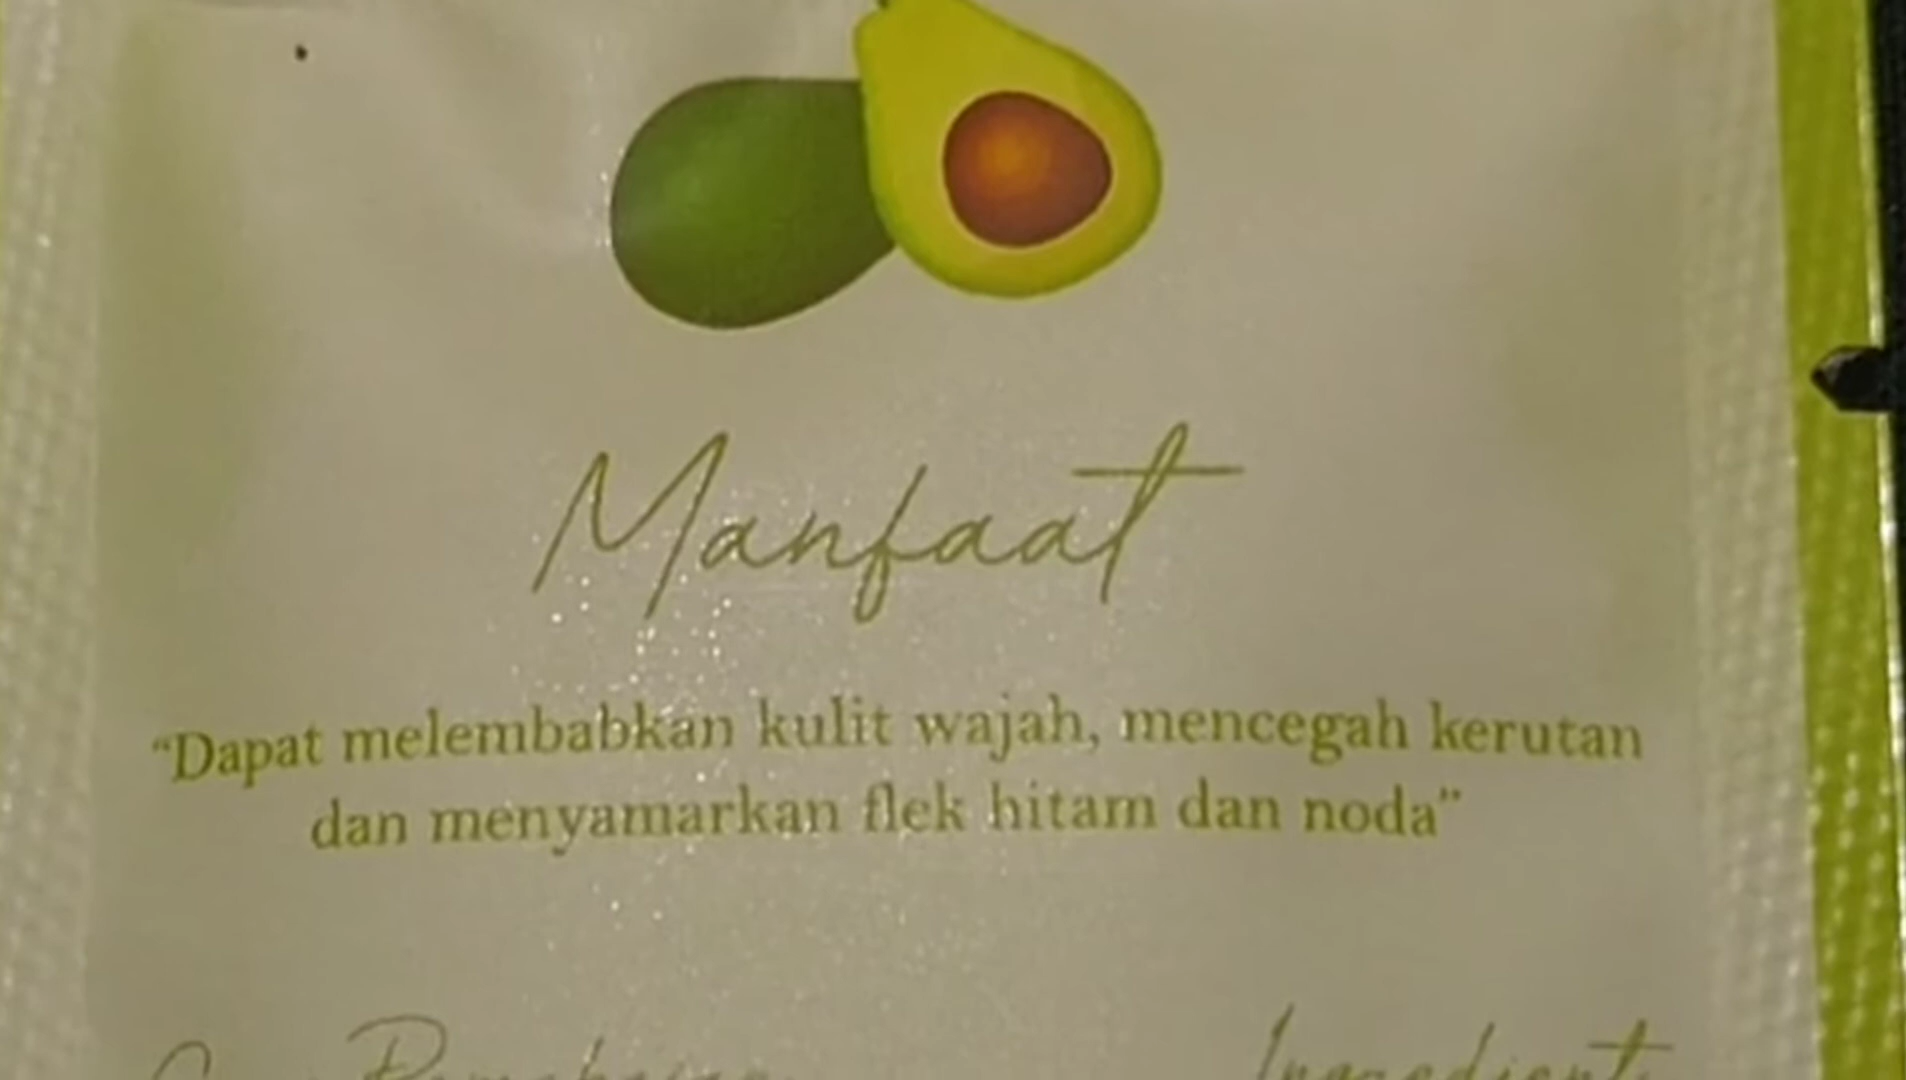 Manfaat
“Dapat melembabkan kulit wajah, mencegah kerutan
dan menyamarkan flek hitam dan noda”